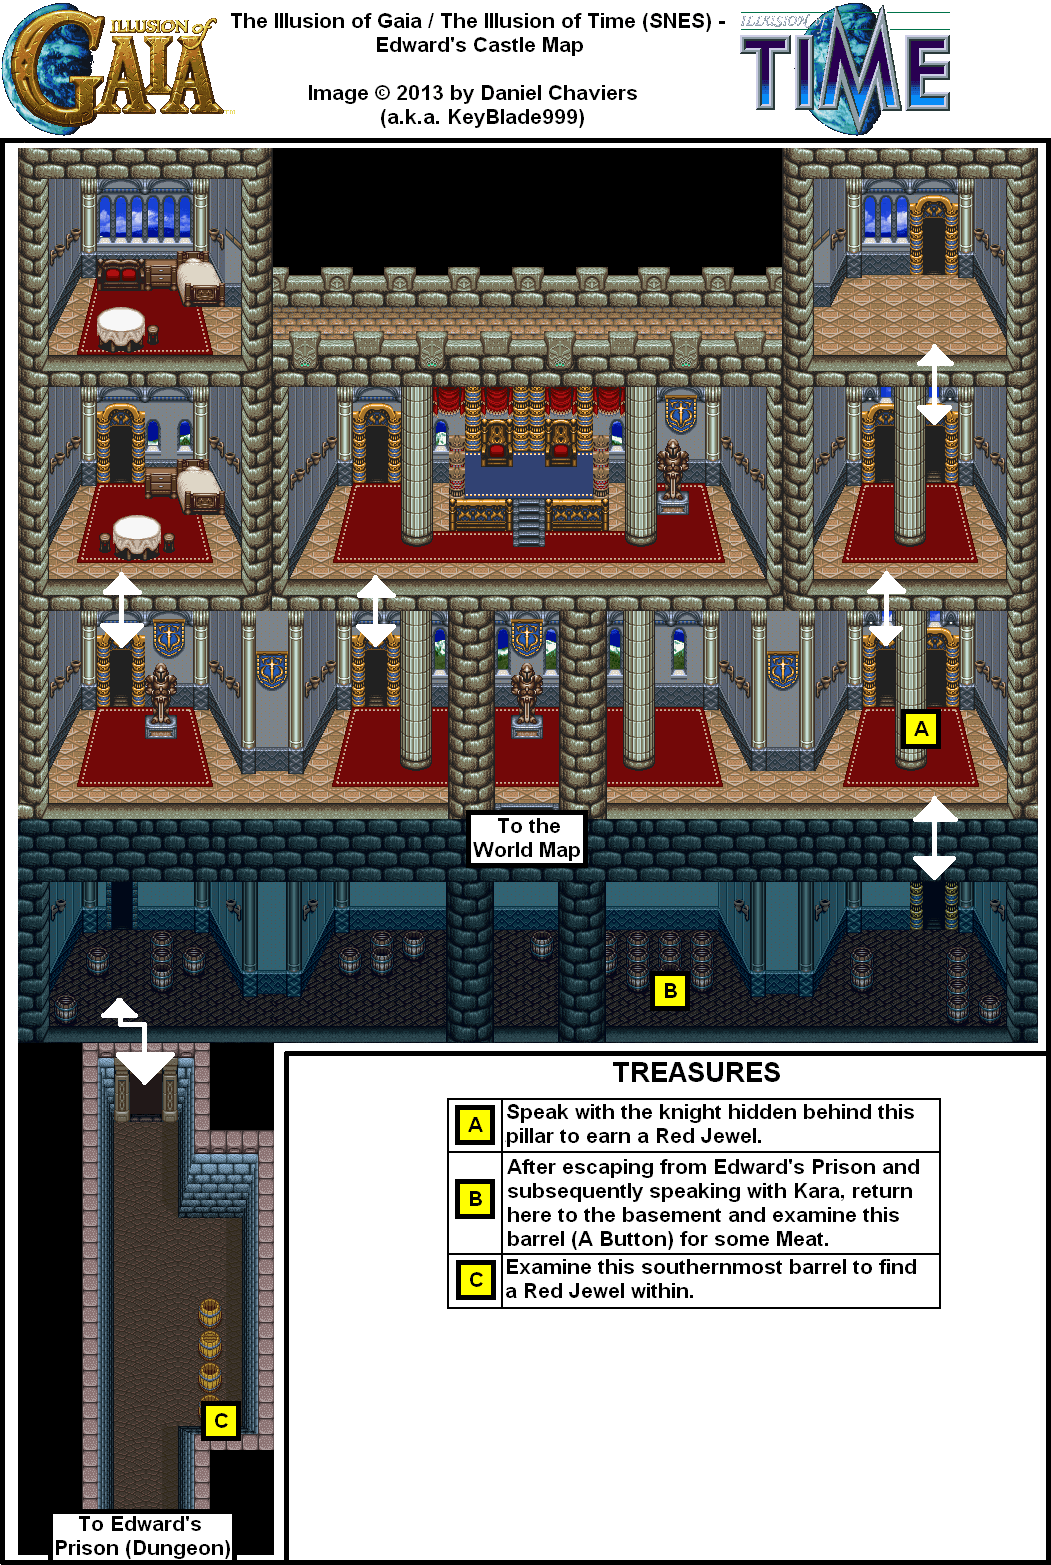 ILLUSION of
GAIA™
The Illusion of Gaia / The Illusion of Time (SNES) -
Edward's Castle Map
Image © 2013 by Daniel Chaviers
(a.k.a. KeyBlade999)
ILLUSION of
TIME
A
To the
World Map
B
C
To Edward's
Prison (Dungeon)
TREASURES
A
Speak with the knight hidden behind this
pillar to earn a Red Jewel.
B
After escaping from Edward's Prison and
subsequently speaking with Kara, return
here to the basement and examine this
barrel (A Button) for some Meat.
C
Examine this southernmost barrel to find
a Red Jewel within.